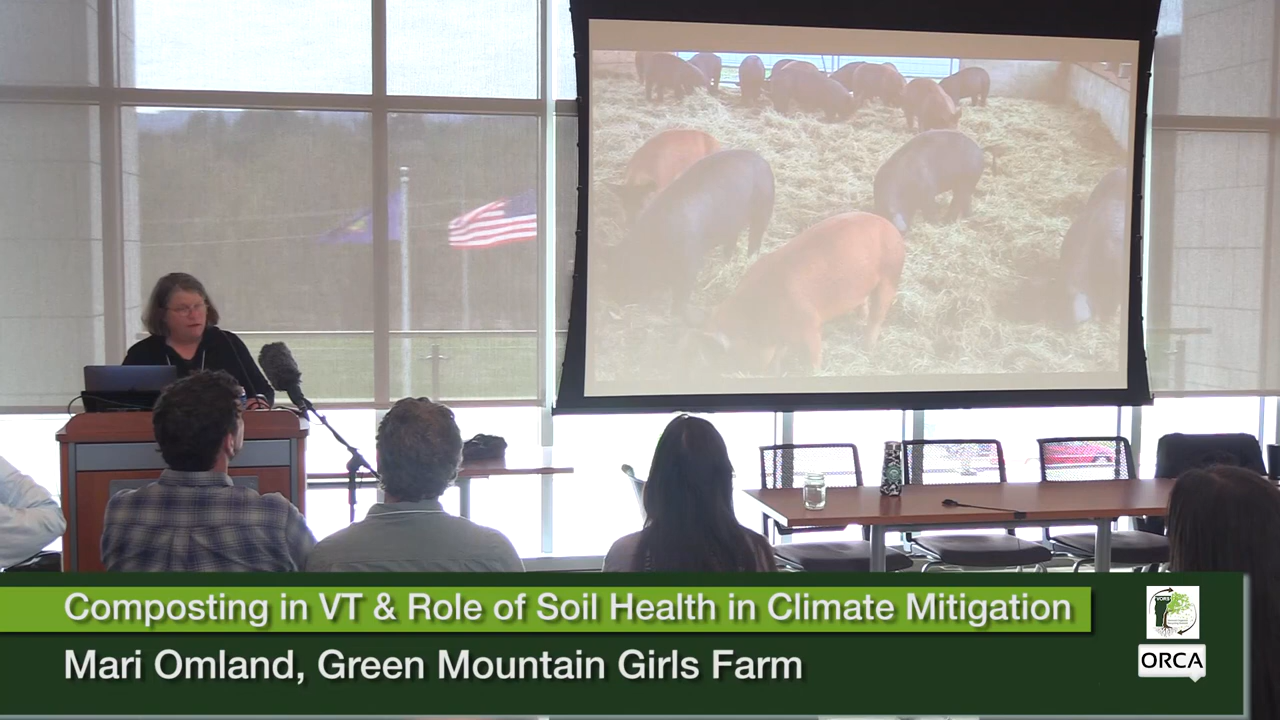 Composting in VT & Role of Soil Health in Climate Mitigation
Mari Omland, Green Mountain Girls Farm
ORCA